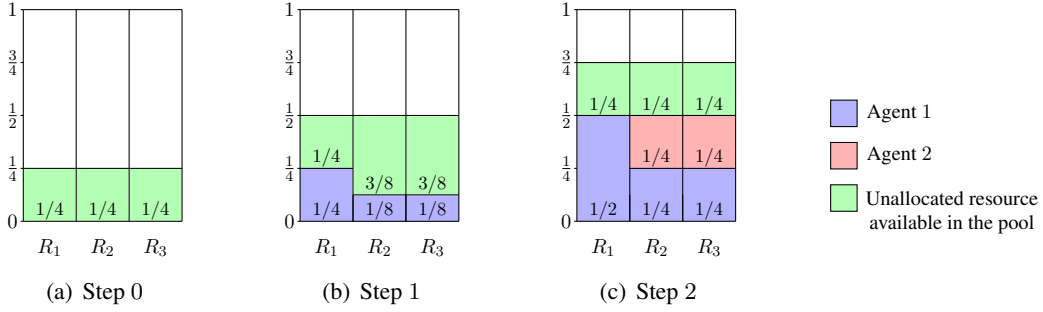 1
3/4
1/2
1/4
0
1/4 1/4 1/4
R1 R2 R3
(a) Step 0
1
3/4
1/2
1/4
0
1/4
3/8 3/8
1/4 1/8 1/8
R1 R2 R3
(b) Step 1
1
3/4
1/2
1/4
0
1/4 1/4 1/4
1/4 1/4
1/2 1/4 1/4
R1 R2 R3
(c) Step 2
Agent 1
Agent 2
Unallocated resource
available in the pool